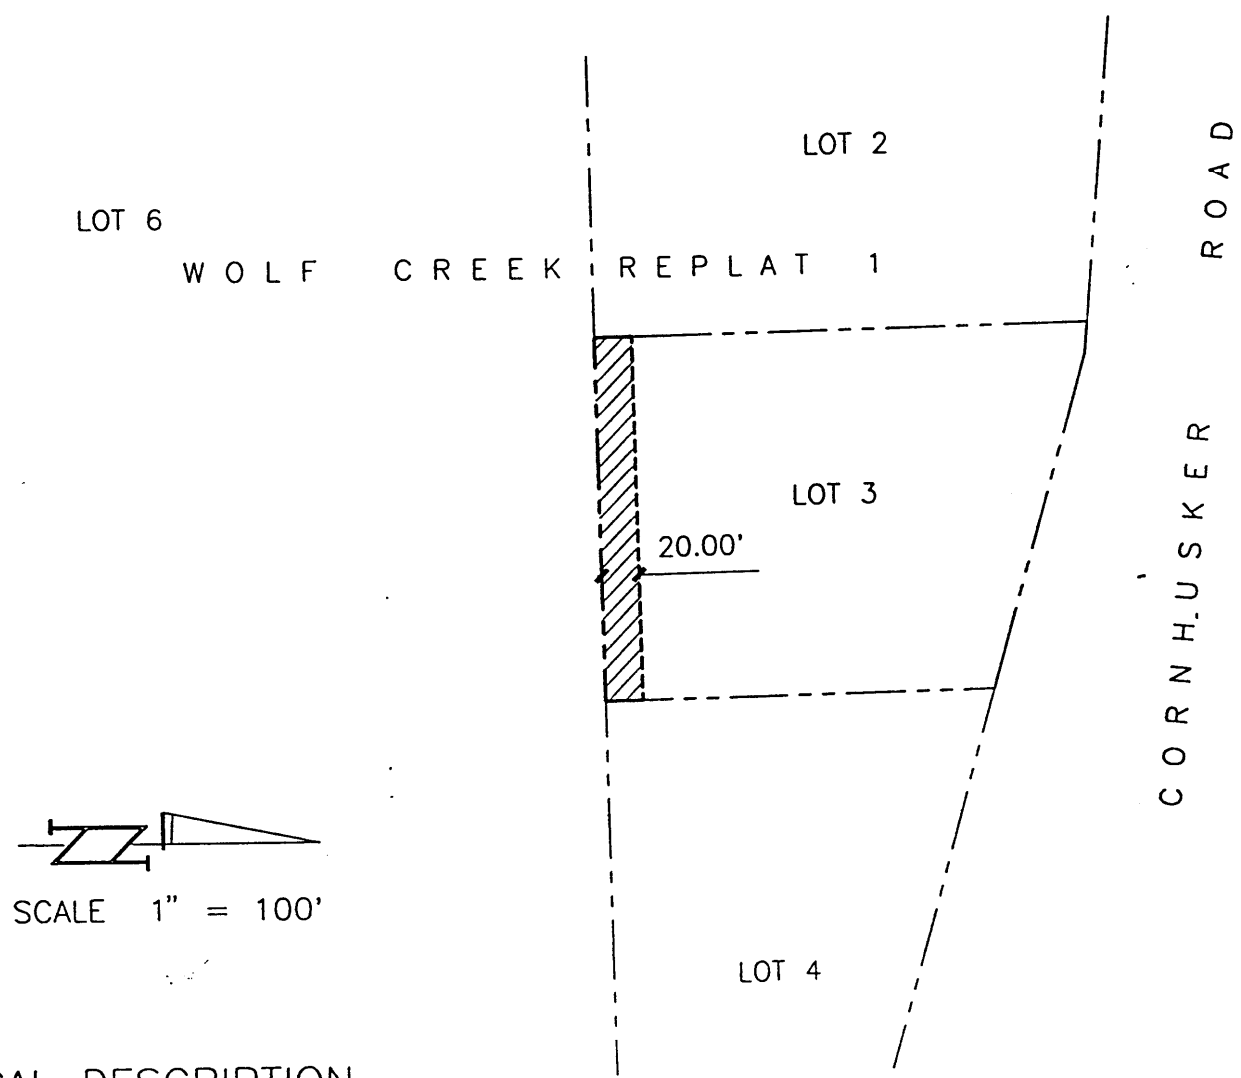 LOT 2
LOT 6
WOLF CREEK REPLAT 1
CORNHUSKER ROAD
LOT 3
20.00'
SCALE 1" = 100'
LOT 4
DESCRIPTION